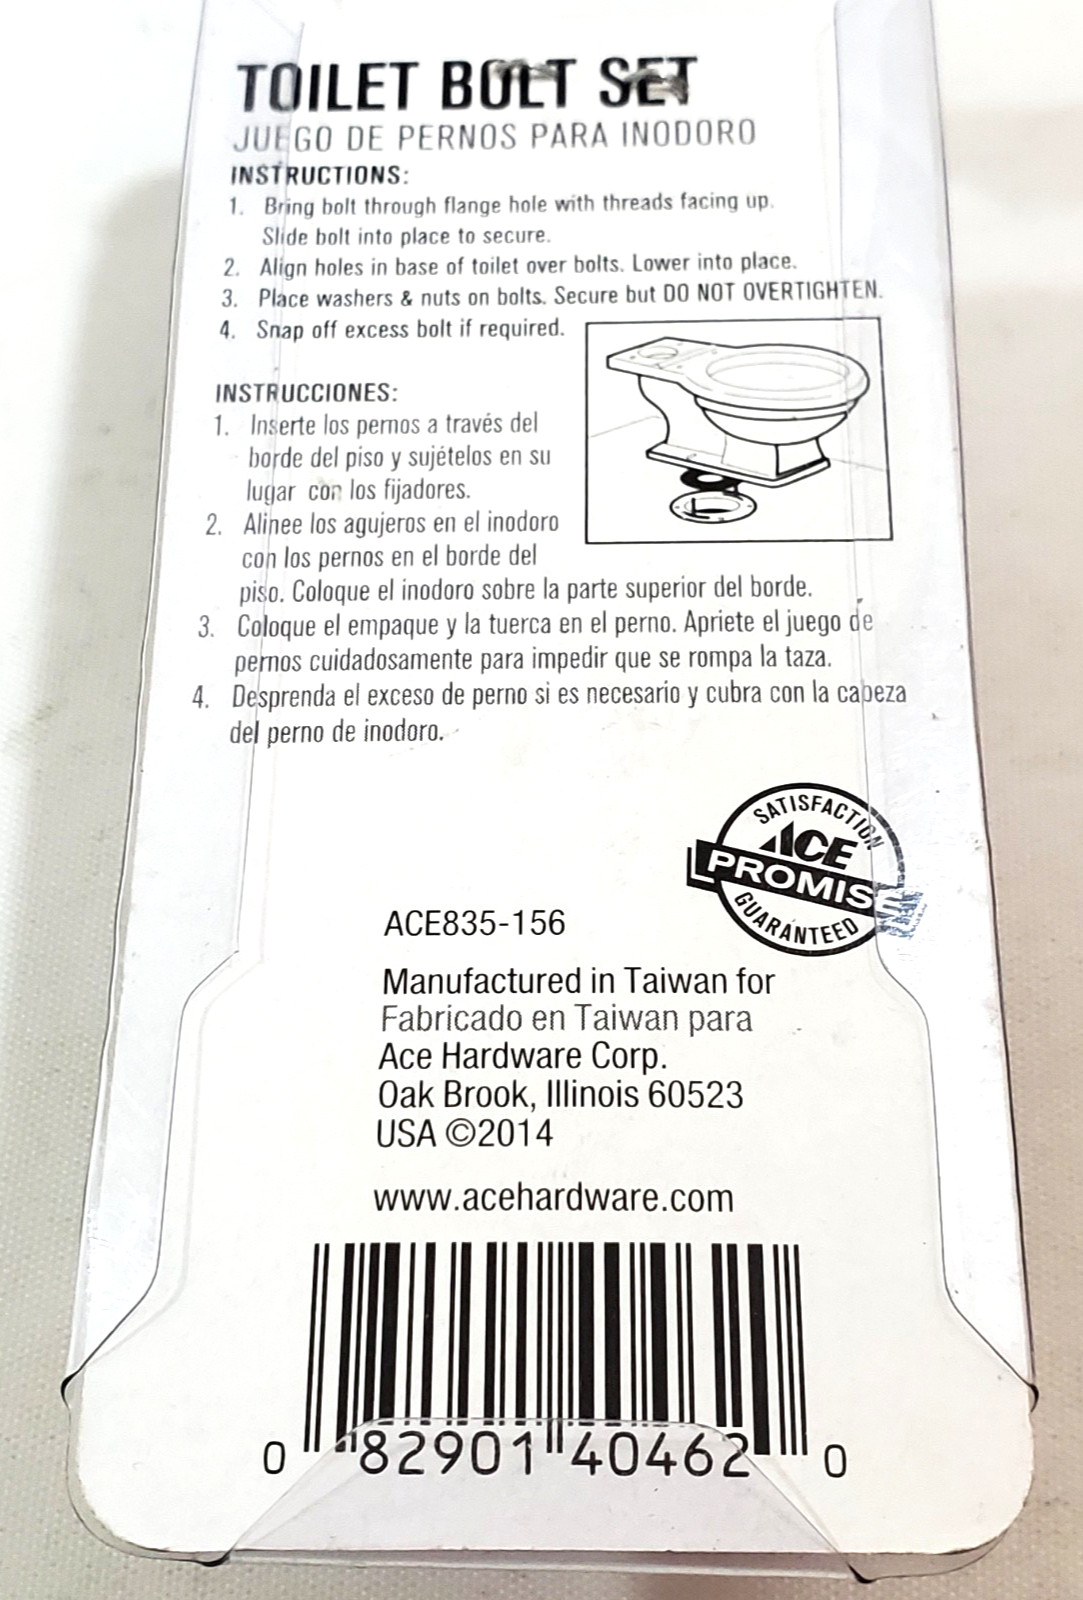 TOILET BOLT SET
JUEGO DE PERNOS PARA INODORO
INSTRUCTIONS:
1. Bring bolt through flange hole with threads facing up.
Slide bolt into place to secure.
2. Align holes in base of toilet over bolts. Lower into place.
3. Place washers & nuts on bolts. Secure but DO NOT OVERTIGHTEN.
4. Snap off excess bolt if required.
INSTRUCCIONES:
1. Inserte los pernos a través del
borde del piso y sujételos en su
lugar con los fijadores.
2. Alinee los agujeros en el inodoro
con los pernos en el borde del
piso. Coloque el inodoro sobre la parte superior del borde.
3. Coloque el empaque y la tuerca en el perno. Apriete el juego de
pernos cuidadosamente para impedir que se rompa la taza.
4. Desprenda el exceso de perno si es necesario y cubra con la cabeza
del perno de inodoro.
SATISFACTION
ACE
PROMISE
GUARANTEED
ACE835-156
Manufactured in Taiwan for
Fabricado en Taiwan para
Ace Hardware Corp.
Oak Brook, Illinois 60523
USA ©2014
www.acehardware.com
0 82901 40462 0